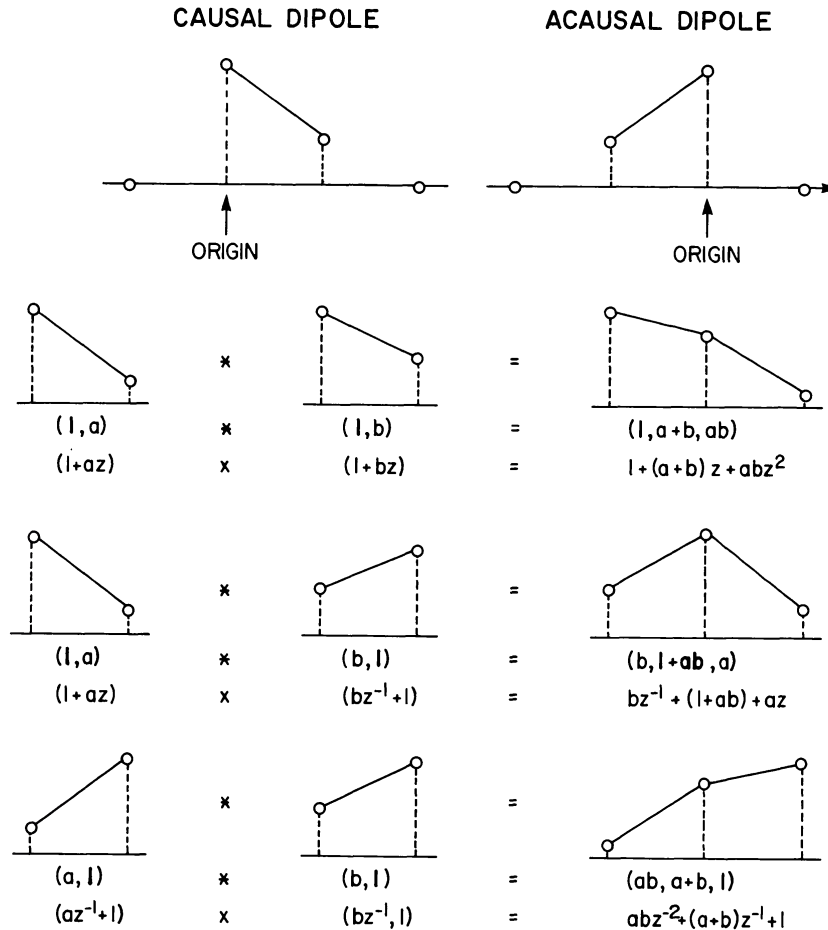 CAUSAL DIPOLE ACAUSAL DIPOLE
ORIGIN ORIGIN
* =
(1,a) * (1,b) = (1,a+b,ab)
(1+az) x (1+bz) = 1+(a+b)z+abz²
* =
(1,a) * (b,1) = (b,1+ab,a)
(1+az) x (bz⁻¹+1) = bz⁻¹+(1+ab)+az
* =
(a,1) * (b,1) = (ab,a+b,1)
(az⁻¹+1) x (bz⁻¹,1) = abz⁻²+(a+b)z⁻¹+1